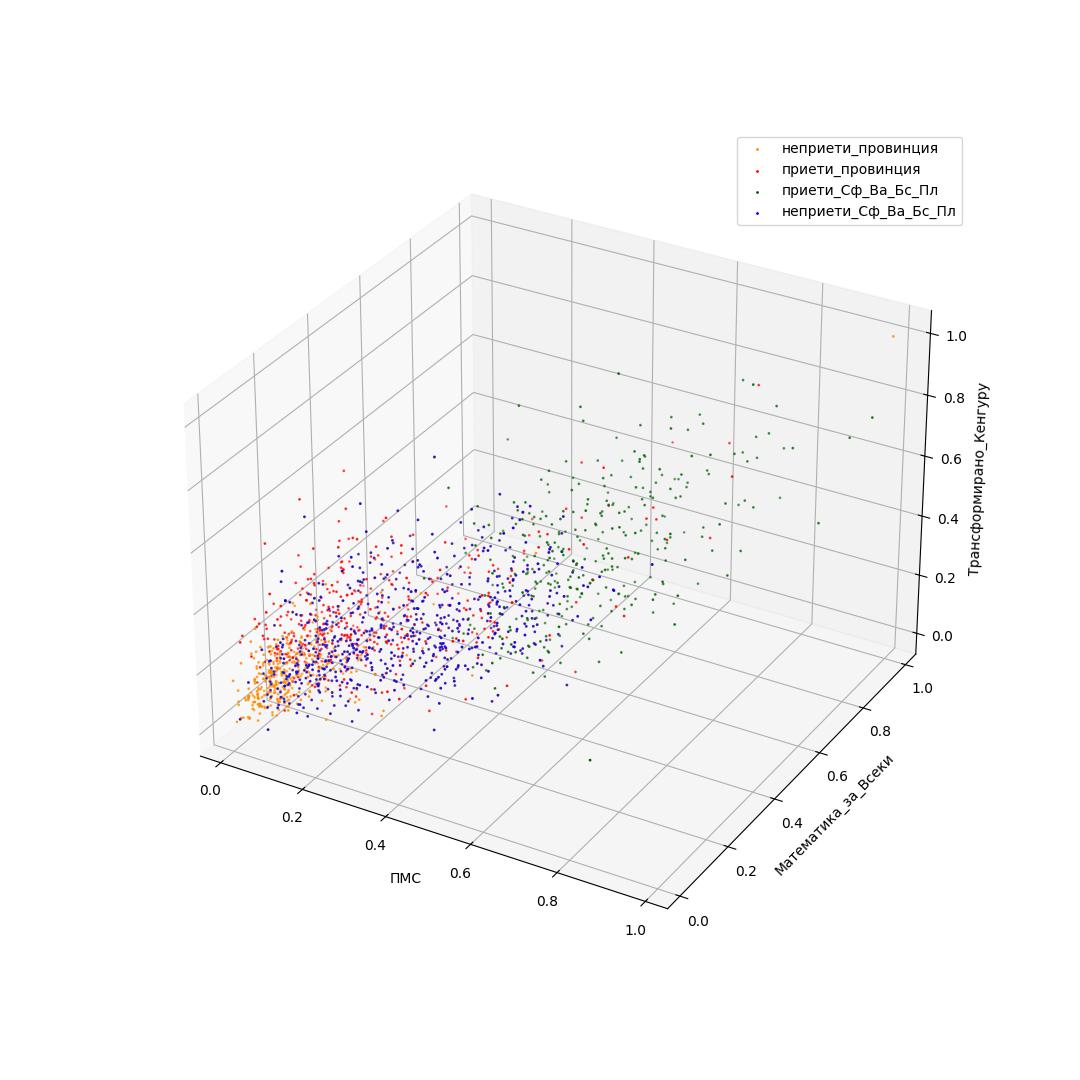 неприети_провинция
приети_провинция
приети_Сф_Ва_Бс_Пл
неприети_Сф_Ва_Бс_Пл
1.0
0.8
0.6
0.4
0.2
0.0
Трансформирано_Кенгуру
1.0
0.8
0.6
0.4
0.2
0.0
Математика_за_Всеки
0.0
0.2
0.4
0.6
0.8
1.0
ПМС